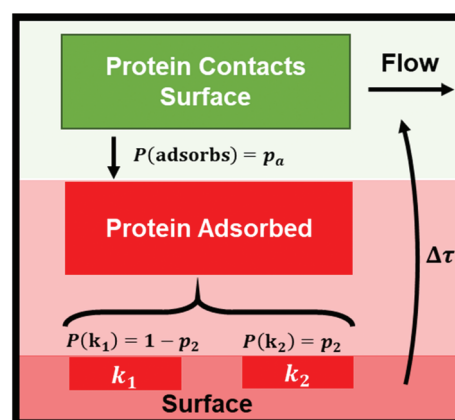 Protein Contacts
Surface
Flow
P(adsorbs) = pₐ
Protein Adsorbed
Δτ
P(k₁) = 1 − p₂
P(k₂) = p₂
k₁
k₂
Surface